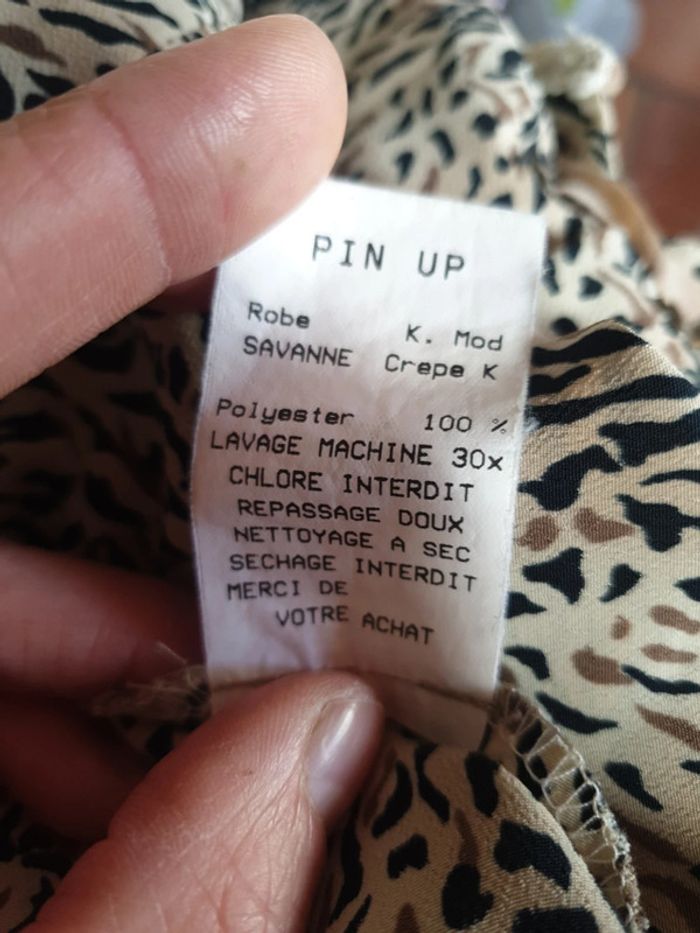 PIN UP
Robe K. Mod
SAVANNE Crepe K
Polyester 100 %
LAVAGE MACHINE 30x
CHLORE INTERDIT
REPASSAGE DOUX
NETTOYAGE A SEC
SECHAGE INTERDIT
MERCI DE
VOTRE ACHAT